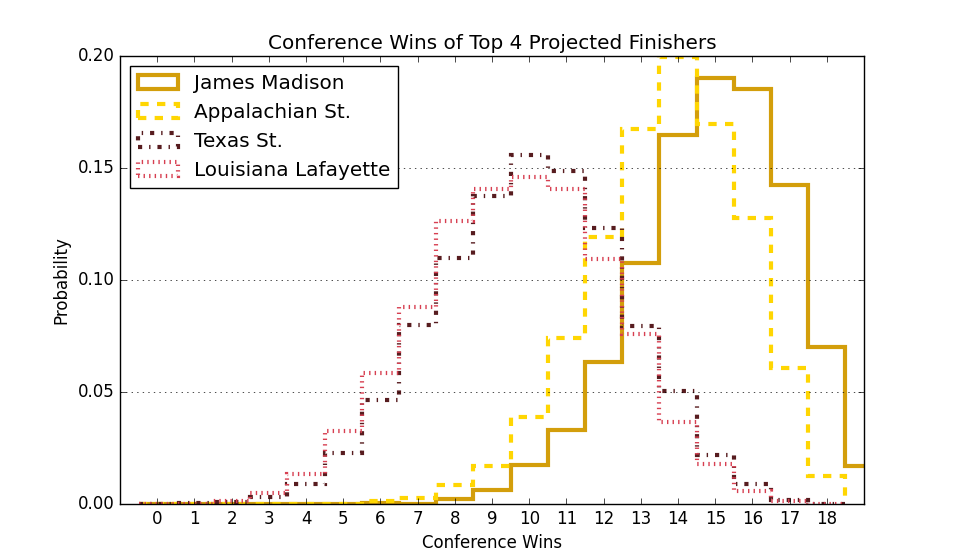 Conference Wins of Top 4 Projected Finishers
0.20
0.15
0.10
0.05
0.00
Probability
James Madison
Appalachian St.
Texas St.
Louisiana Lafayette
0 1 2 3 4 5 6 7 8 9 10 11 12 13 14 15 16 17 18
Conference Wins